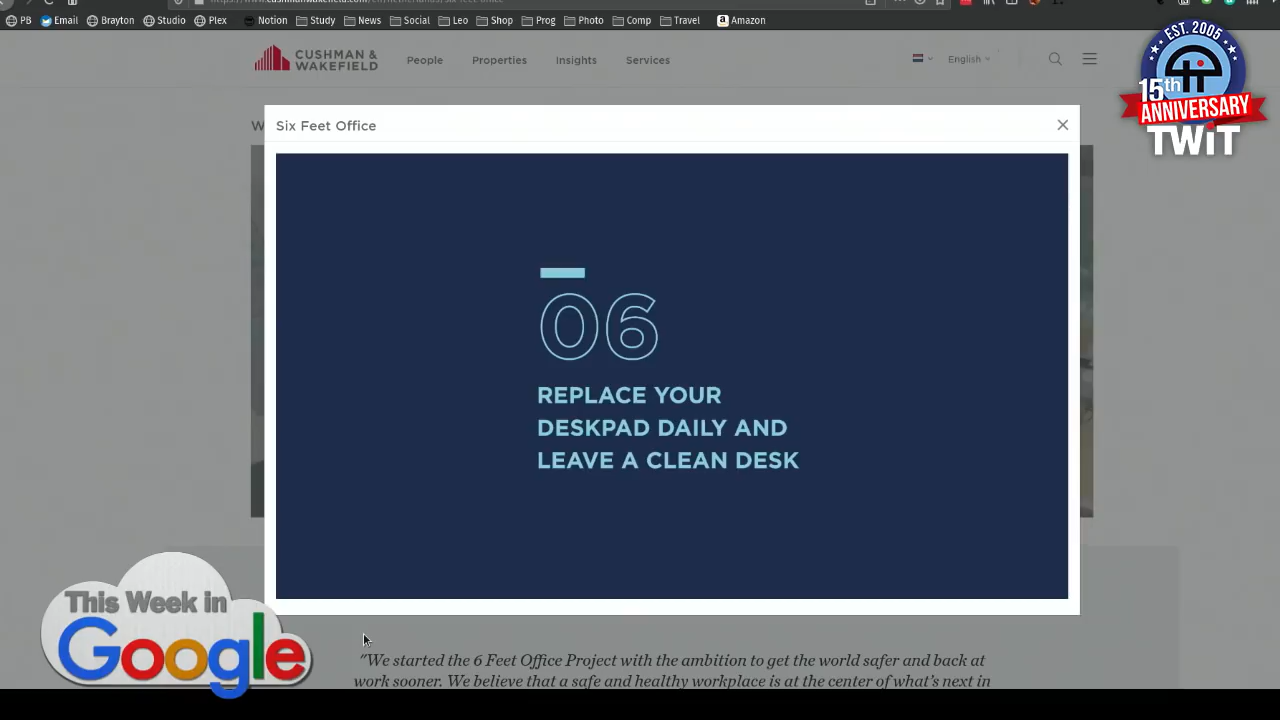 PB Email Brayton Studio Plex Notion Study News Social Leo Shop Prog Photo Comp Travel Amazon
CUSHMAN &
WAKEFIELD
People Properties Insights Services English
EST. 2005
15th
ANNIVERSARY
TWiT
W
Six Feet Office
06
REPLACE YOUR
DESKPAD DAILY AND
LEAVE A CLEAN DESK
This Week in
Google
"We started the 6 Feet Office Project with the ambition to get the world safer and back at
work sooner. We believe that a safe and healthy workplace is at the center of what's next in